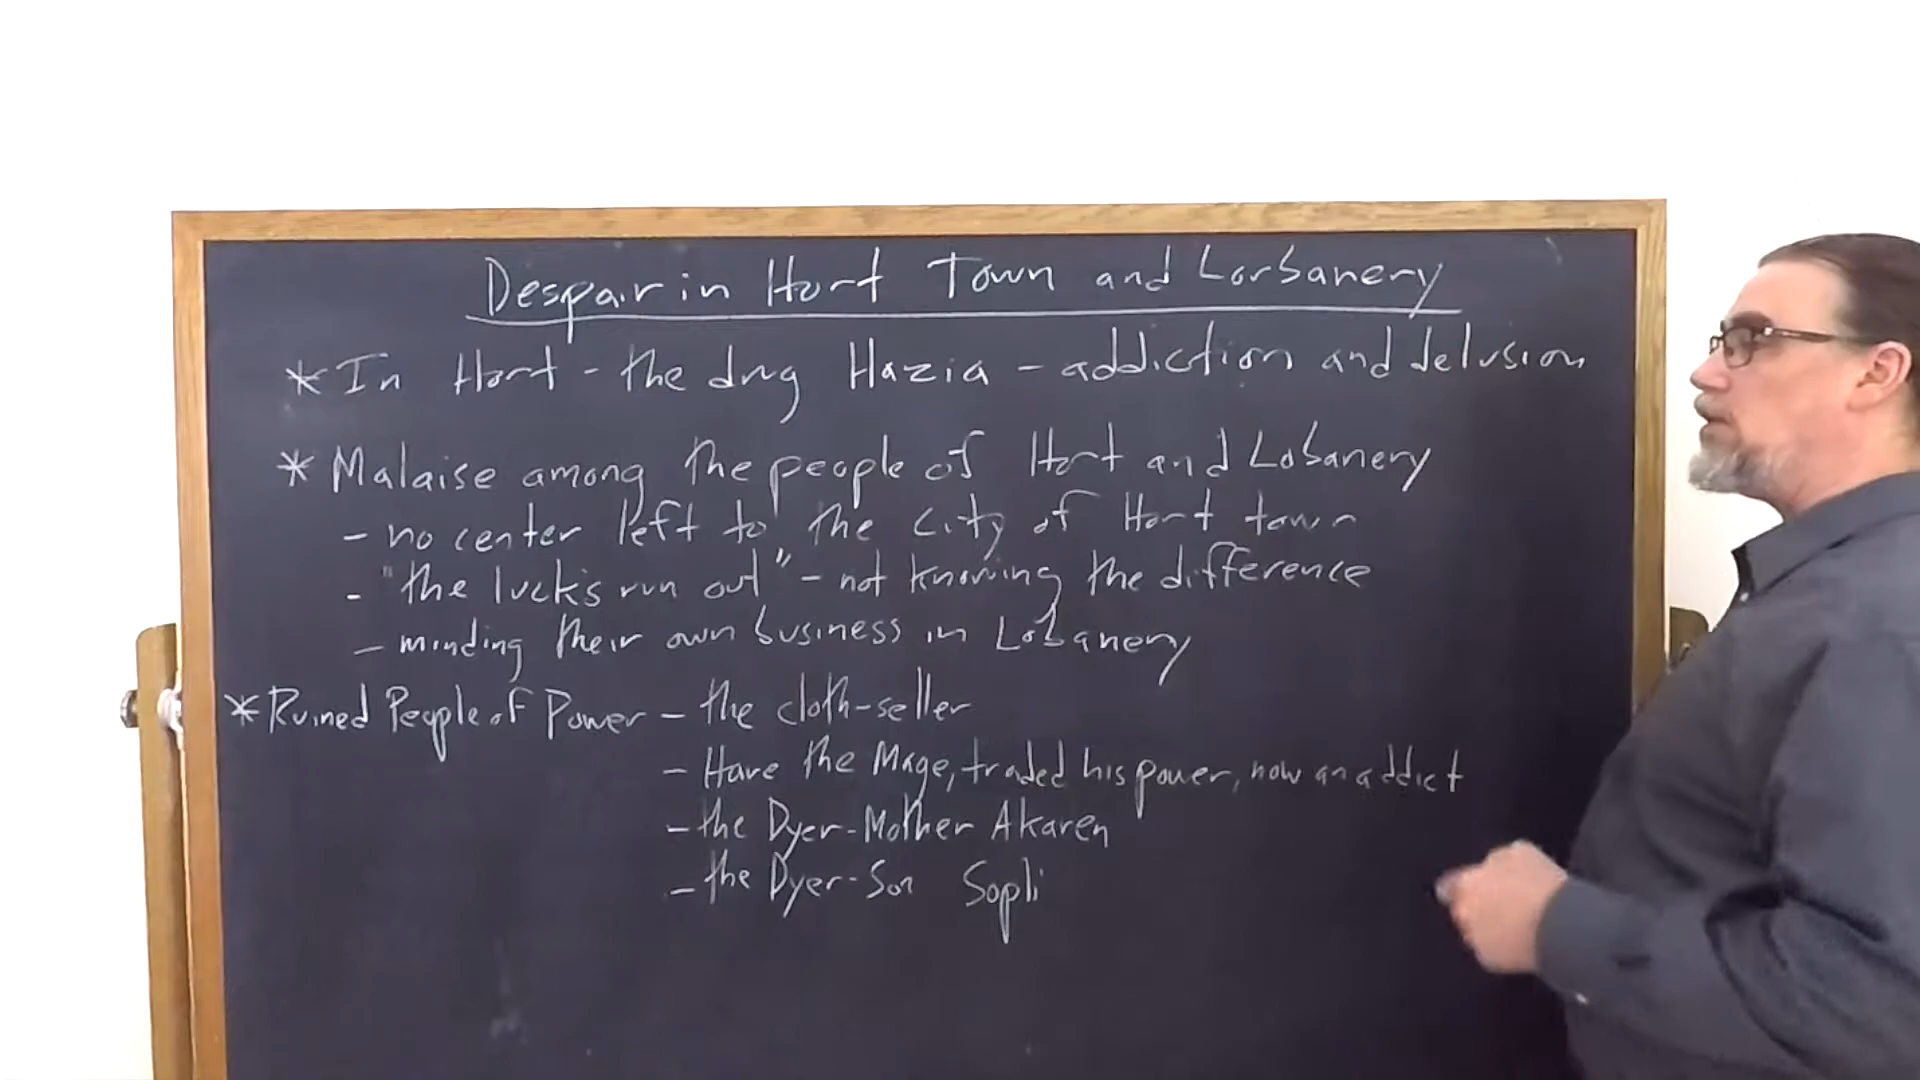 Despair in Hort Town and Lorbanery
* In Hort - the drug Hazia - addiction and delusion
* Malaise among the people of Hort and Lobanery
- no center left to the city of Hort town
- "the luck's run out" - not knowing the difference
- minding their own business in Lobanery
* Ruined People of Power - the cloth-seller
- Hare the Mage, traded his power, now an addict
- the Dyer-Mother Akaren
- the Dyer-Son Sopli